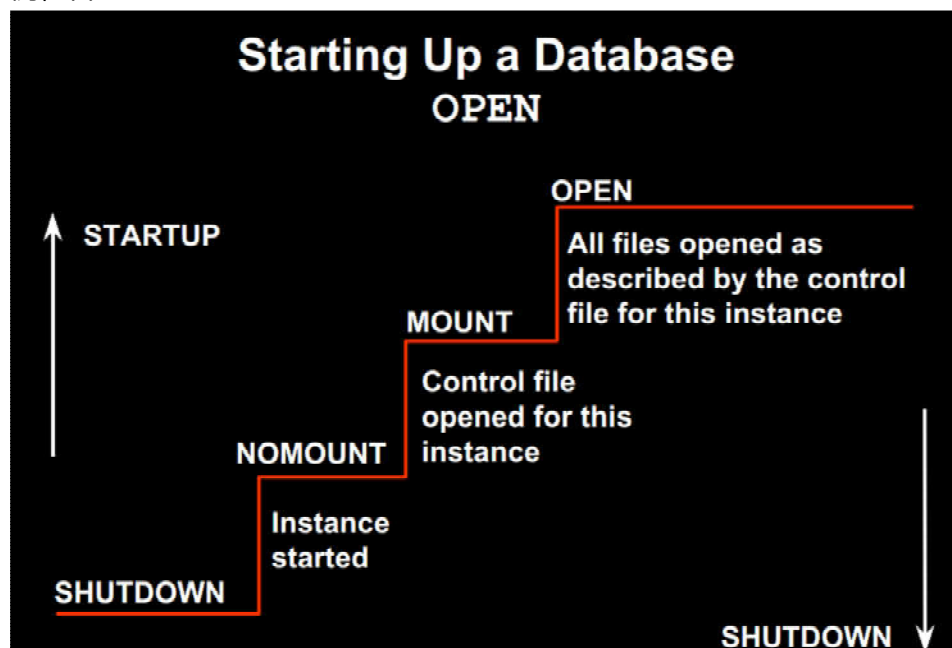 Starting Up a Database
OPEN
OPEN
STARTUP
All files opened as
described by the control
file for this instance
MOUNT
Control file
opened for this
instance
NOMOUNT
Instance
started
SHUTDOWN
SHUTDOWN